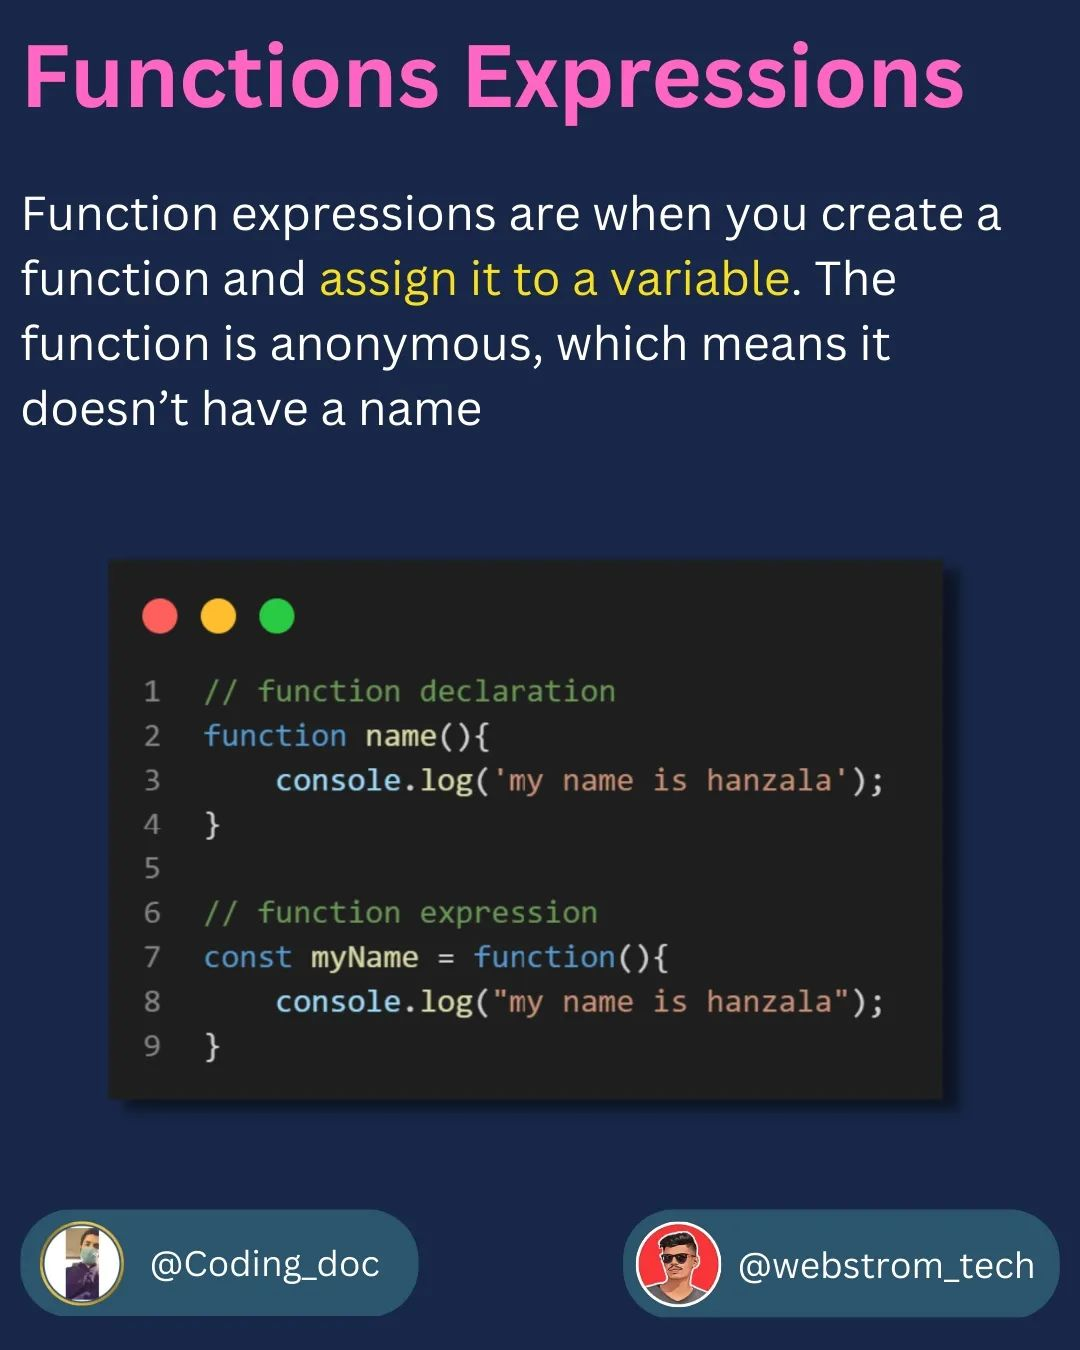 Functions Expressions
Function expressions are when you create a
function and assign it to a variable. The
function is anonymous, which means it
doesn’t have a name
1 // function declaration
2 function name(){
3     console.log('my name is hanzala');
4 }
5
6 // function expression
7 const myName = function(){
8     console.log("my name is hanzala");
9 }
@Coding_doc
@webstrom_tech